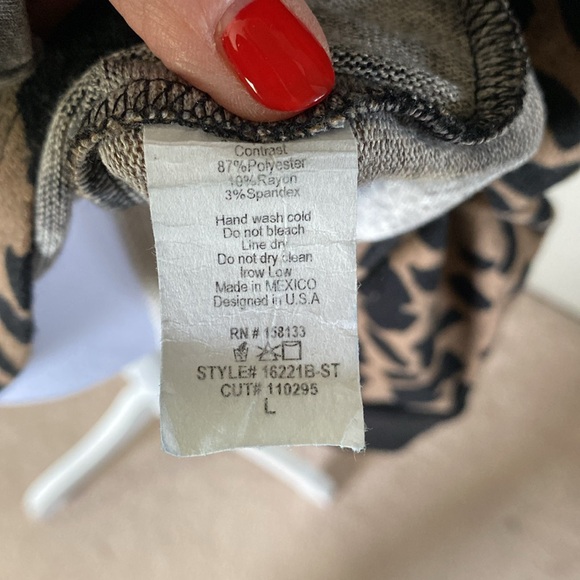 Contrast
87%Polyester
10%Rayon
3%Spandex
Hand wash cold
Do not bleach
Line dry
Do not dry clean
Irow Low
Made in MEXICO
Designed in U.S.A
RN # 158133
STYLE# 16221B-ST
CUT# 110295
L